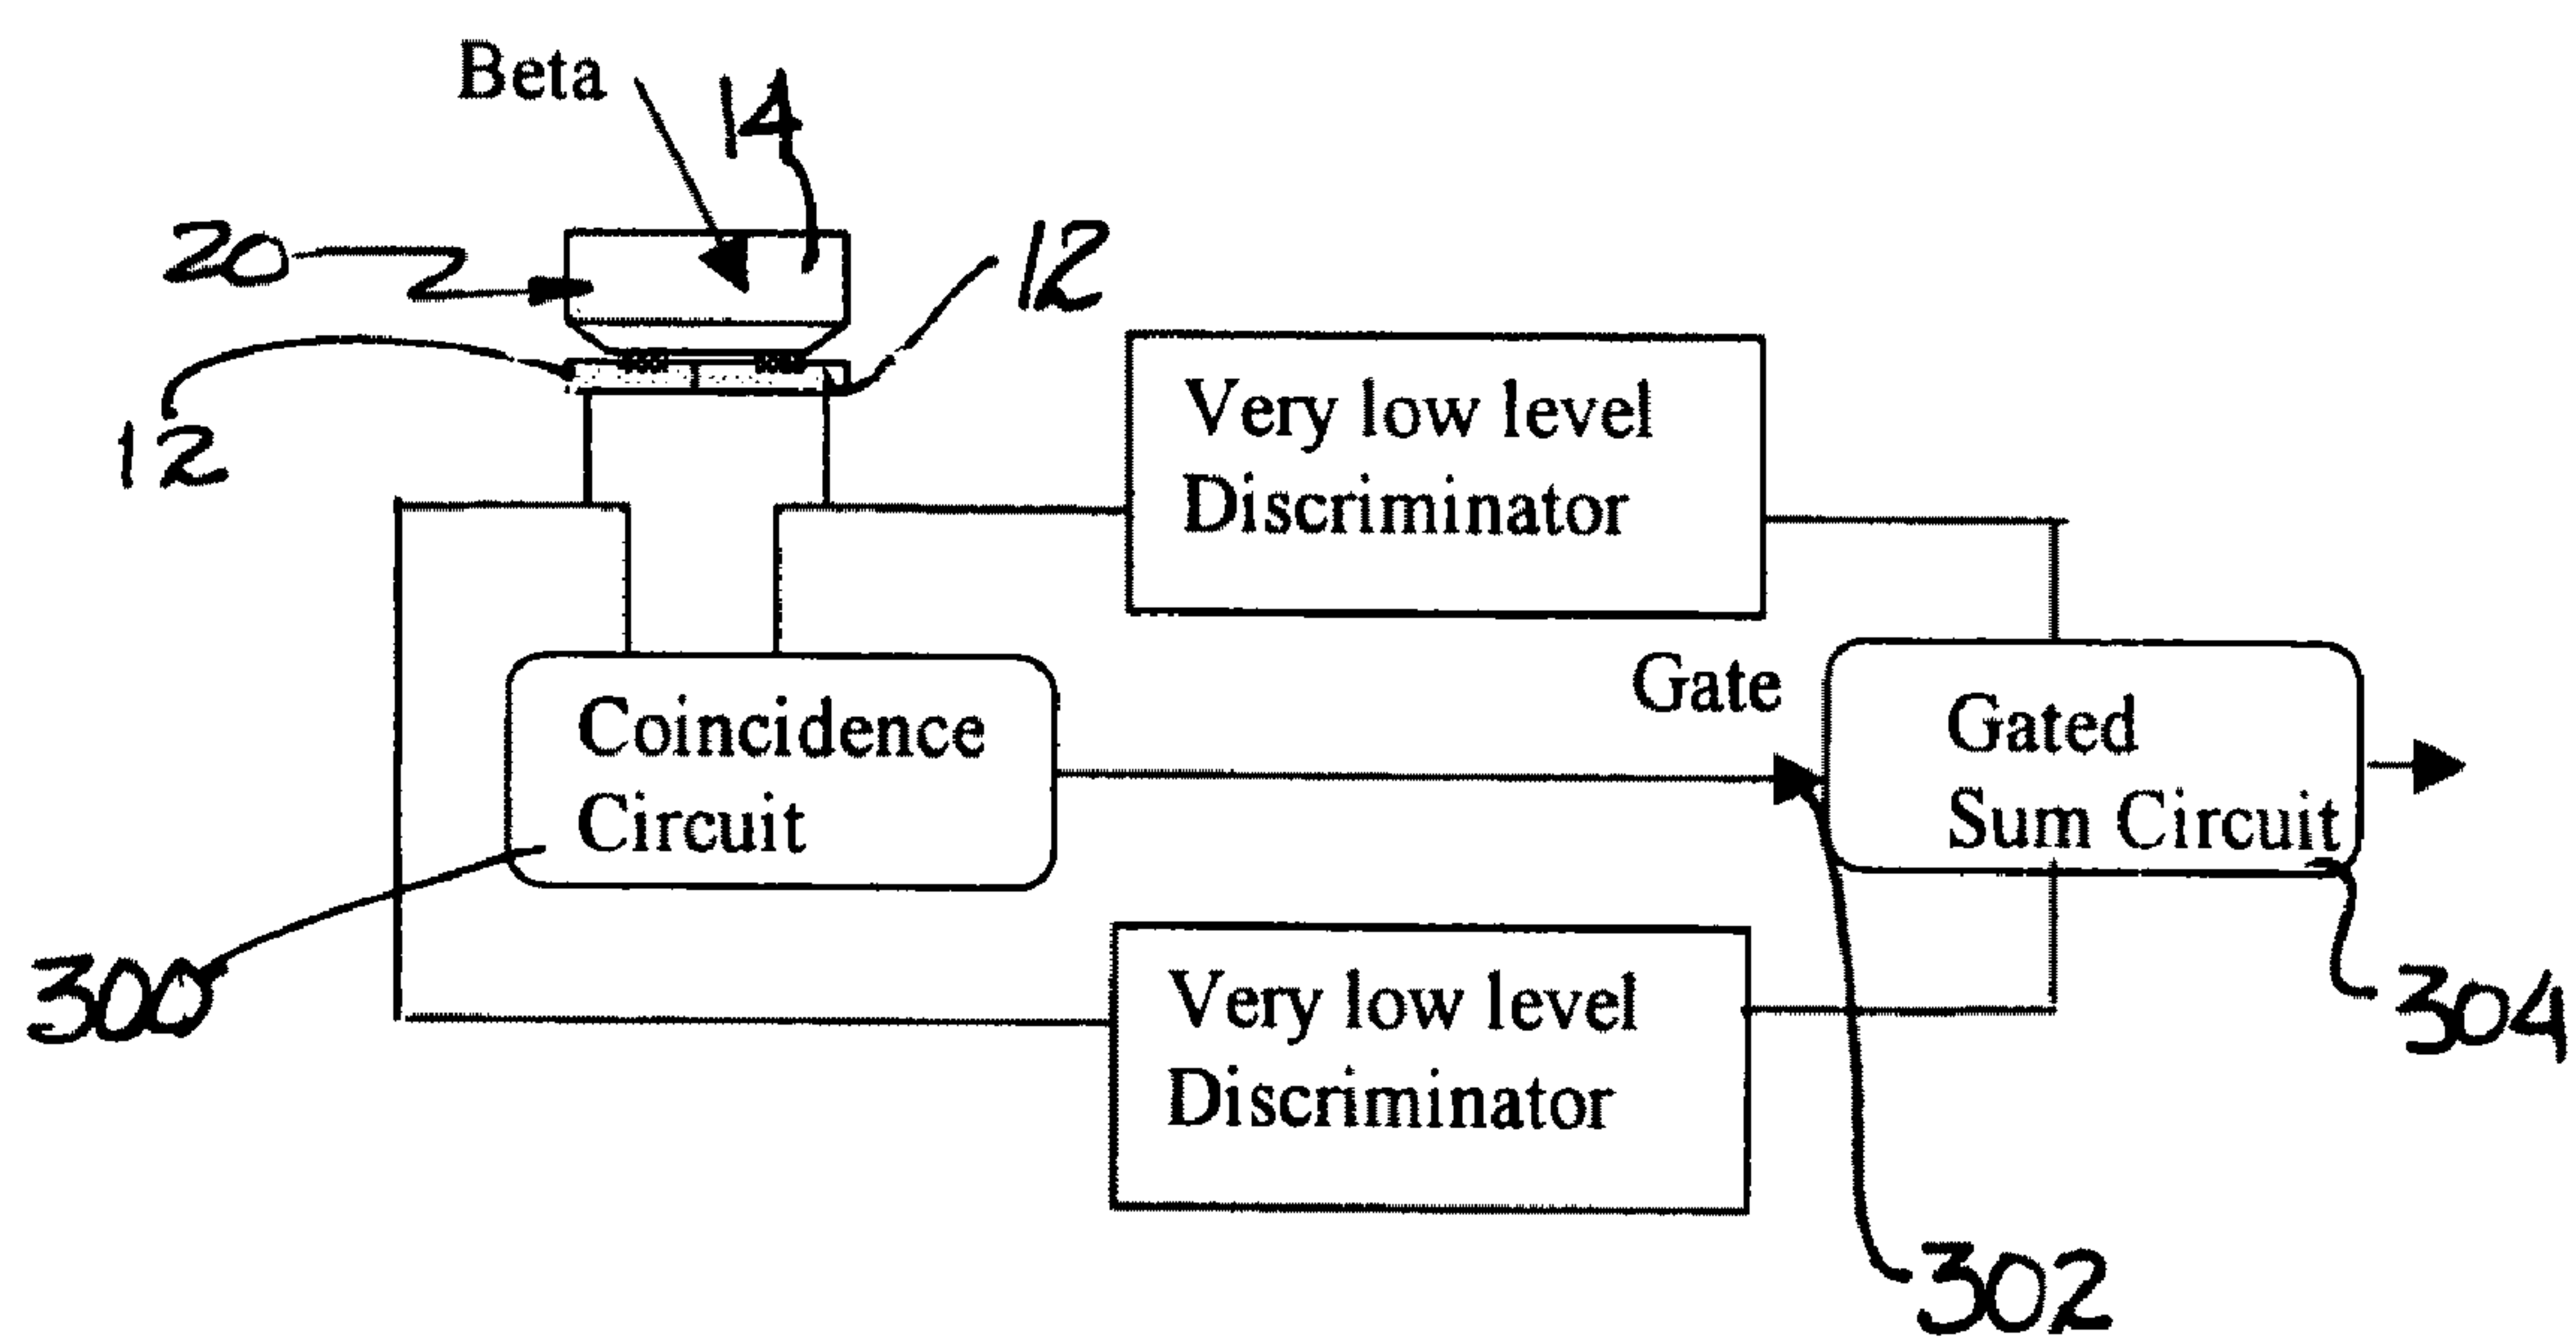 Beta
14
20
12
12
Very low level
Discriminator
Gate
Coincidence
Circuit
Gated
Sum Circuit
300
Very low level
Discriminator
304
302